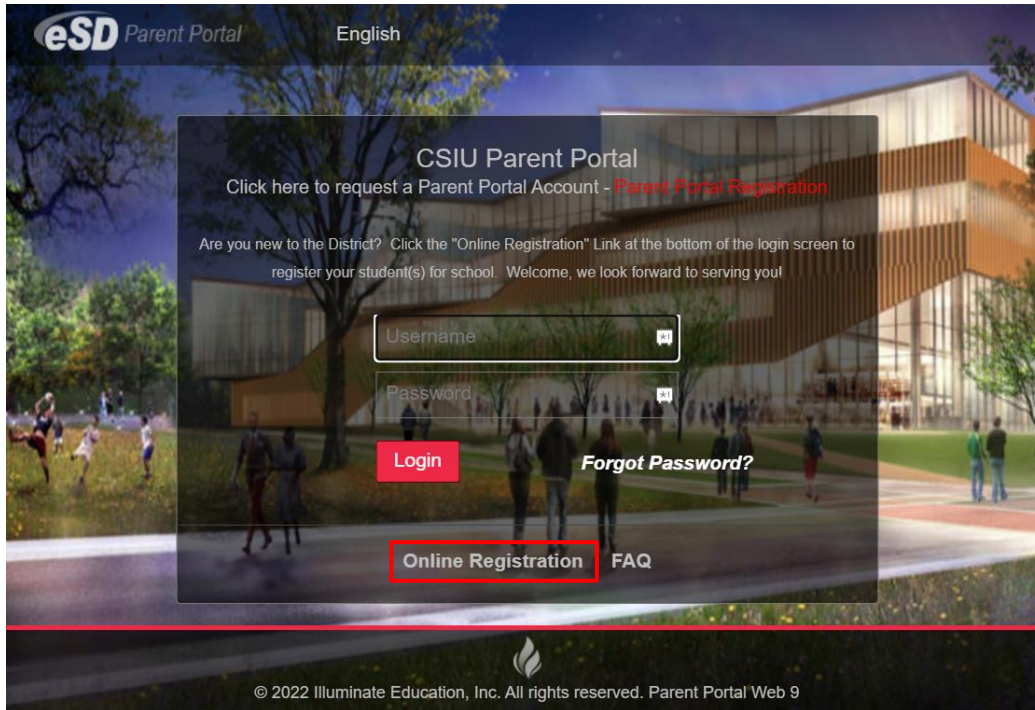 eSD Parent Portal English
CSIU Parent Portal
Click here to request a Parent Portal Account - Parent Portal Registration
Are you new to the District? Click the "Online Registration" Link at the bottom of the login screen to
register your student(s) for school. Welcome, we look forward to serving you!
Username
Password
Login Forgot Password?
Online Registration FAQ
© 2022 Illuminate Education, Inc. All rights reserved. Parent Portal Web 9